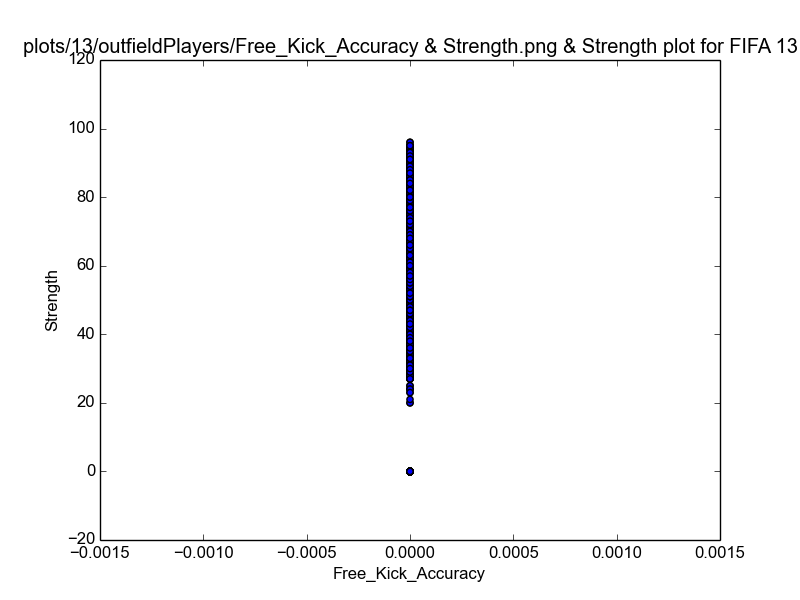 plots/13/outfieldPlayers/Free_Kick_Accuracy & Strength.png & Strength plot for FIFA 13
120
100
80
60
40
20
0
−20
Strength
−0.0015 −0.0010 −0.0005 0.0000 0.0005 0.0010 0.0015
Free_Kick_Accuracy